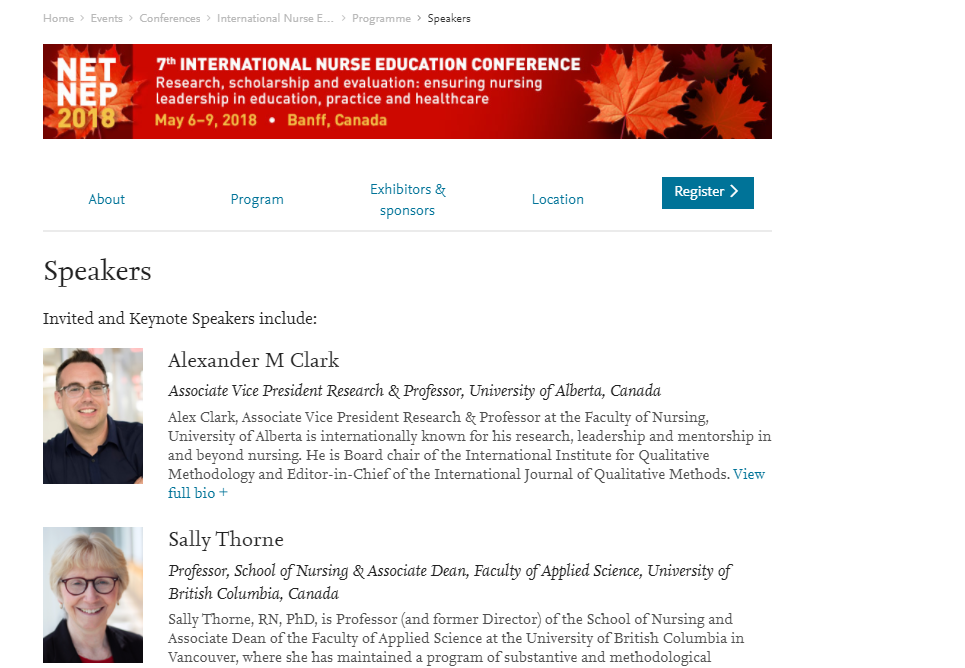 Home > Events > Conferences > International Nurse E... > Programme > Speakers
NET
NEP
2018
7th INTERNATIONAL NURSE EDUCATION CONFERENCE
Research, scholarship and evaluation: ensuring nursing
leadership in education, practice and healthcare
May 6–9, 2018 • Banff, Canada
About
Program
Exhibitors &
sponsors
Location
Register >
Speakers
Invited and Keynote Speakers include:
Alexander M Clark
Associate Vice President Research & Professor, University of Alberta, Canada
Alex Clark, Associate Vice President Research & Professor at the Faculty of Nursing,
University of Alberta is internationally known for his research, leadership and mentorship in
and beyond nursing. He is Board chair of the International Institute for Qualitative
Methodology and Editor-in-Chief of the International Journal of Qualitative Methods. View
full bio +
Sally Thorne
Professor, School of Nursing & Associate Dean, Faculty of Applied Science, University of
British Columbia, Canada
Sally Thorne, RN, PhD, is Professor (and former Director) of the School of Nursing and
Associate Dean of the Faculty of Applied Science at the University of British Columbia in
Vancouver, where she has maintained a program of substantive and methodological